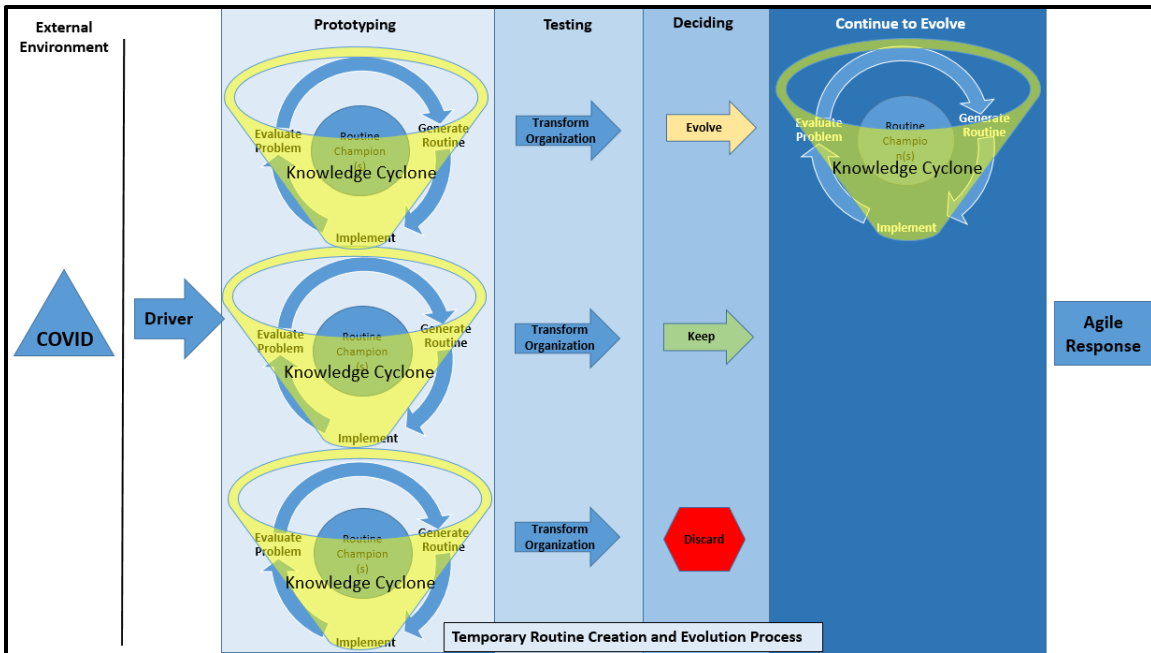 External
Environment
Prototyping
Testing
Deciding
Continue to Evolve
COVID
Driver
Evaluate
Problem
Routine
Champion
(s)
Generate
Routine
Knowledge Cyclone
Implement
Transform
Organization
Evolve
Evaluate
Problem
Routine
Champio
n(s)
Generate
Routine
Knowledge Cyclone
Implement
Evaluate
Problem
Routine
Champion
(s)
Generate
Routine
Knowledge Cyclone
Implement
Transform
Organization
Keep
Agile
Response
Evaluate
Problem
Routine
Champion
(s)
Generate
Routine
Knowledge Cyclone
Implement
Transform
Organization
Discard
Temporary Routine Creation and Evolution Process